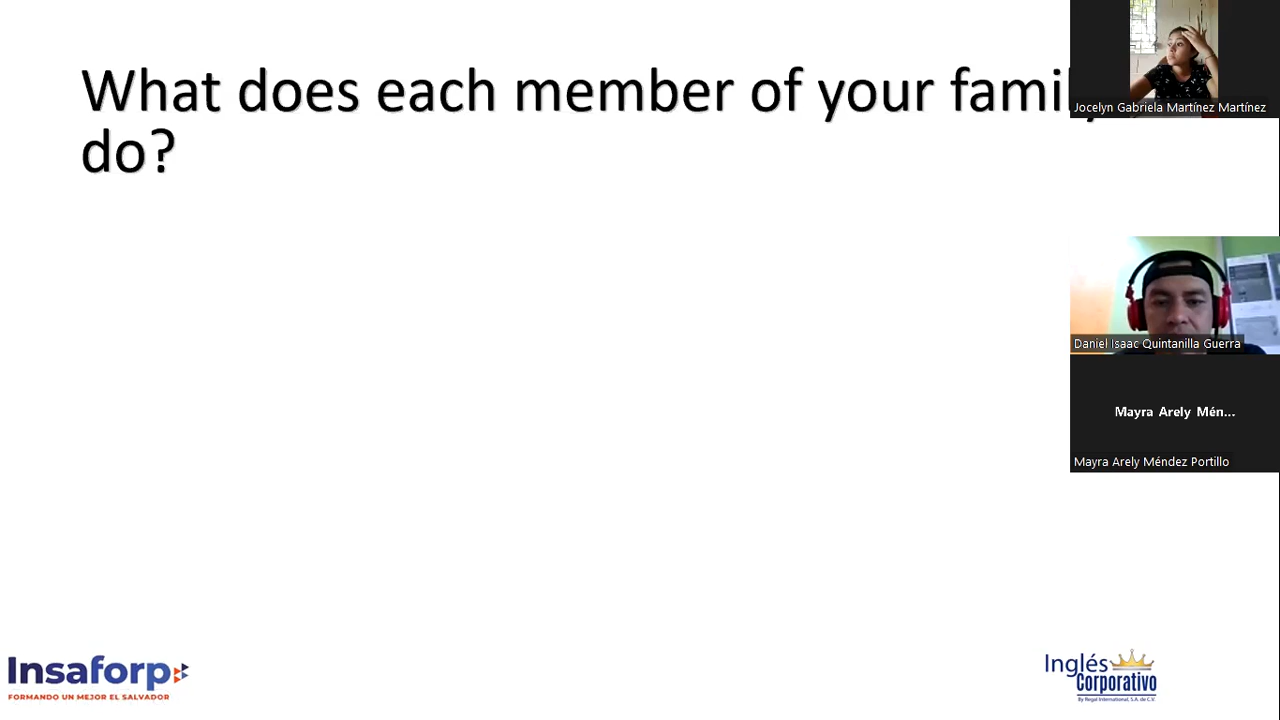 What does each member of your family
do?
Jocelyn Gabriela Martínez Martínez
Daniel Isaac Quintanilla Guerra
Mayra Arely Mén...
Mayra Arely Méndez Portillo
Insaforp
FORMANDO UN MEJOR EL SALVADOR
Inglés
Corporativo
By Regal International, S.A. de C.V.